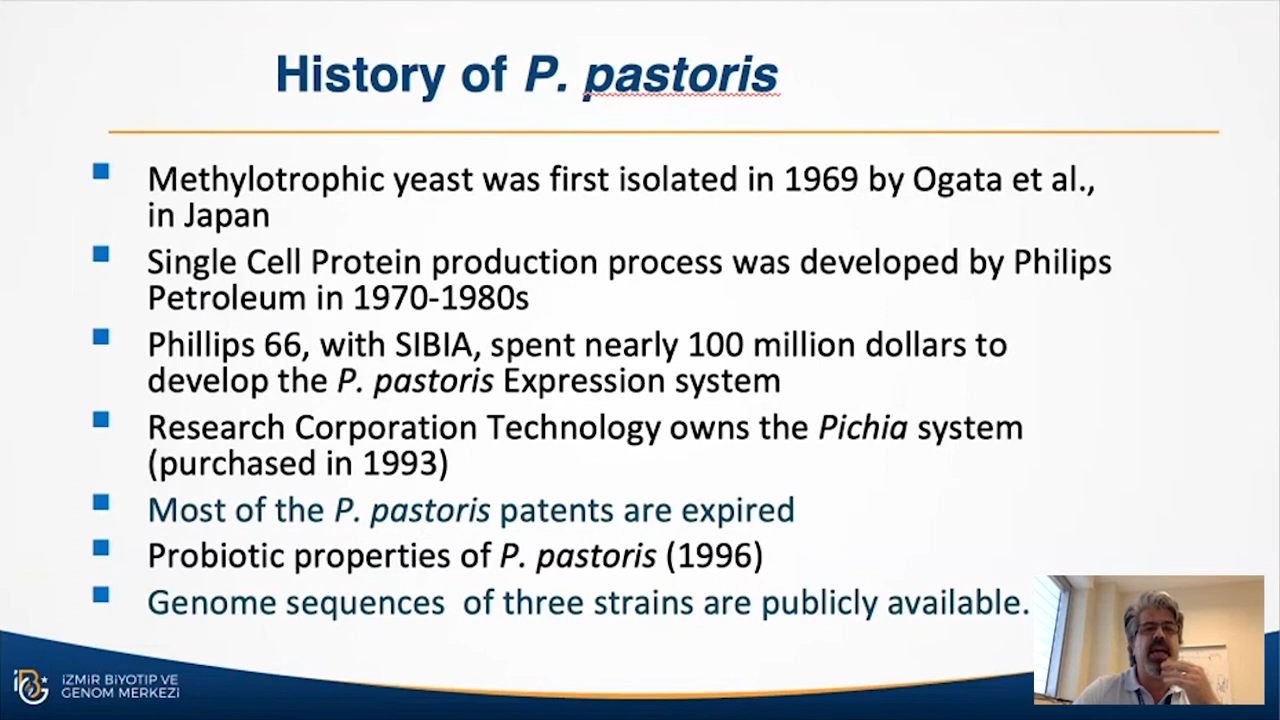 History of P. pastoris
Methylotrophic yeast was first isolated in 1969 by Ogata et al.,
in Japan
Single Cell Protein production process was developed by Philips
Petroleum in 1970-1980s
Phillips 66, with SIBIA, spent nearly 100 million dollars to
develop the P. pastoris Expression system
Research Corporation Technology owns the Pichia system
(purchased in 1993)
Most of the P. pastoris patents are expired
Probiotic properties of P. pastoris (1996)
Genome sequences  of three strains are publicly available.
İZMİR BİYOTIP VE
GENOM MERKEZİ